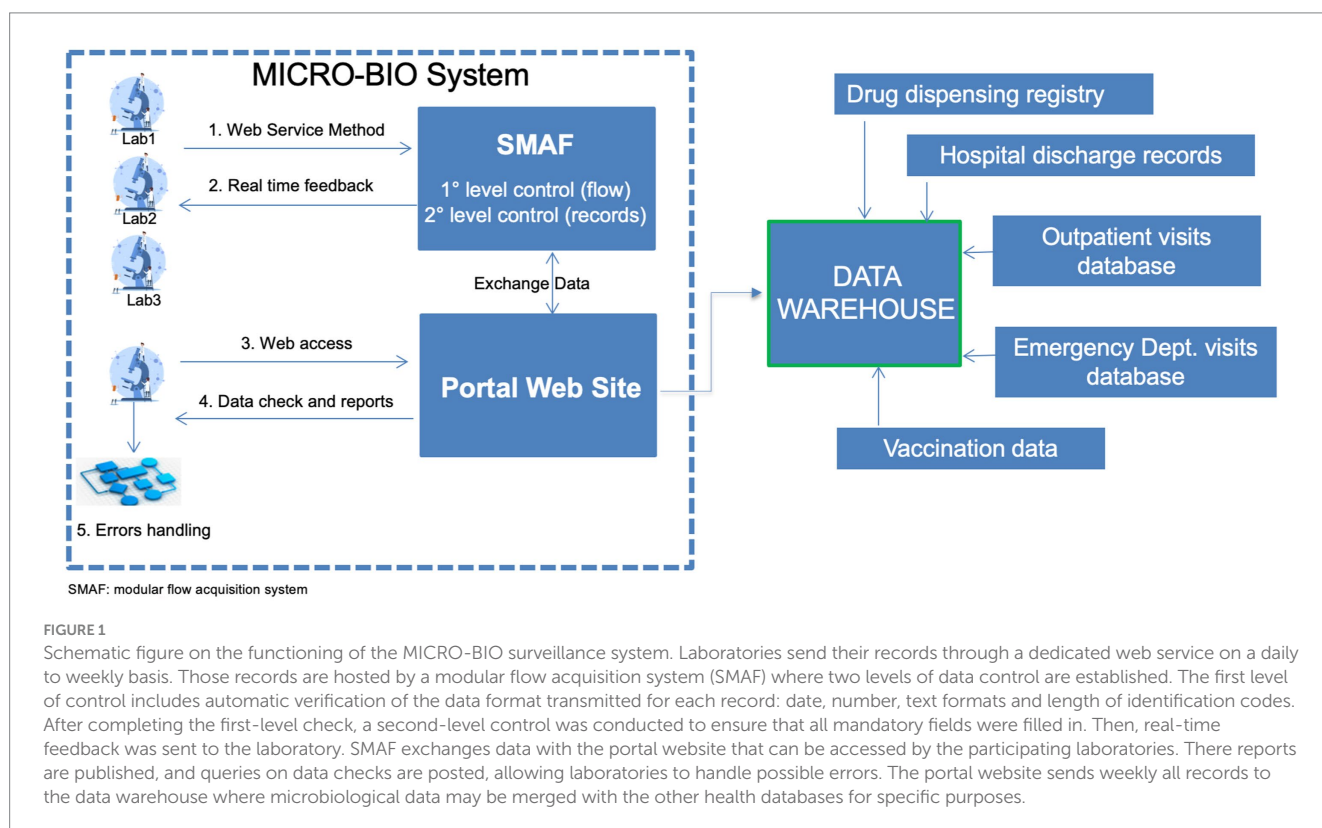 MICRO-BIO System
Lab1
1. Web Service Method
2. Real time feedback
Lab2
Lab3
SMAF
1° level control (flow)
2° level control (records)
Exchange Data
3. Web access
4. Data check and reports
Portal Web Site
5. Errors handling
Drug dispensing registry
Hospital discharge records
Outpatient visits
database
DATA
WAREHOUSE
Emergency Dept. visits
database
Vaccination data
SMAF: modular flow acquisition system
FIGURE 1
Schematic figure on the functioning of the MICRO-BIO surveillance system. Laboratories send their records through a dedicated web service on a daily
to weekly basis. Those records are hosted by a modular flow acquisition system (SMAF) where two levels of data control are established. The first level
of control includes automatic verification of the data format transmitted for each record: date, number, text formats and length of identification codes.
After completing the first-level check, a second-level control was conducted to ensure that all mandatory fields were filled in. Then, real-time
feedback was sent to the laboratory. SMAF exchanges data with the portal website that can be accessed by the participating laboratories. There reports
are published, and queries on data checks are posted, allowing laboratories to handle possible errors. The portal website sends weekly all records to
the data warehouse where microbiological data may be merged with the other health databases for specific purposes.